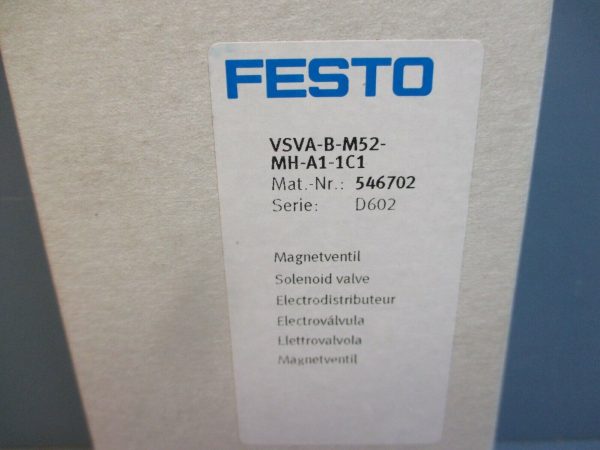 FESTO
VSVA-B-M52-
MH-A1-1C1
Mat.-Nr.: 546702
Serie: D602
Magnetventil
Solenoid valve
Electrodistributeur
Electroválvula
Elettrovalvola
Magnetventil